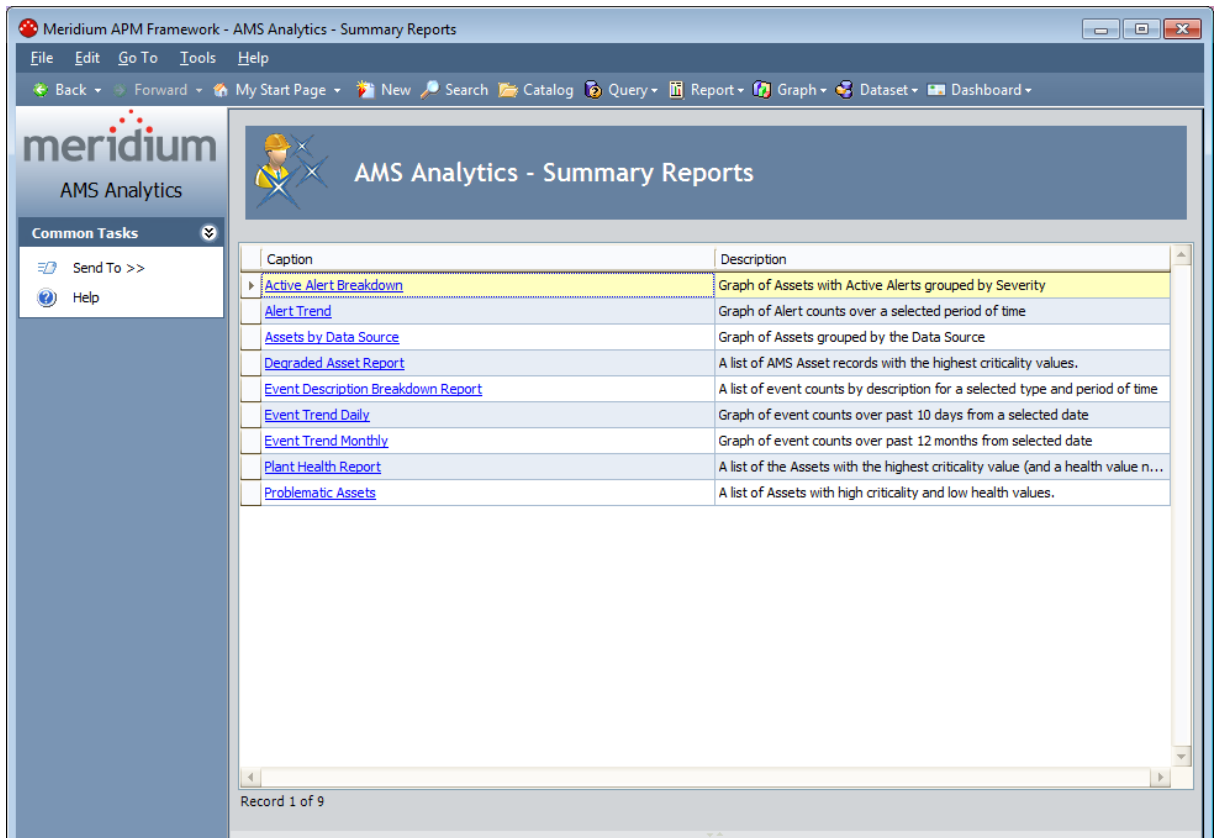 Meridium APM Framework - AMS Analytics - Summary Reports
File Edit Go To Tools Help
Back Forward My Start Page New Search Catalog Query Report Graph Dataset Dashboard
meridium
AMS Analytics
AMS Analytics - Summary Reports
Common Tasks
Send To >>
Help
Caption Description
Active Alert Breakdown Graph of Assets with Active Alerts grouped by Severity
Alert Trend Graph of Alert counts over a selected period of time
Assets by Data Source Graph of Assets grouped by the Data Source
Degraded Asset Report A list of AMS Asset records with the highest criticality values.
Event Description Breakdown Report A list of event counts by description for a selected type and period of time
Event Trend Daily Graph of event counts over past 10 days from a selected date
Event Trend Monthly Graph of event counts over past 12 months from selected date
Plant Health Report A list of the Assets with the highest criticality value (and a health value n...
Problematic Assets A list of Assets with high criticality and low health values.
Record 1 of 9